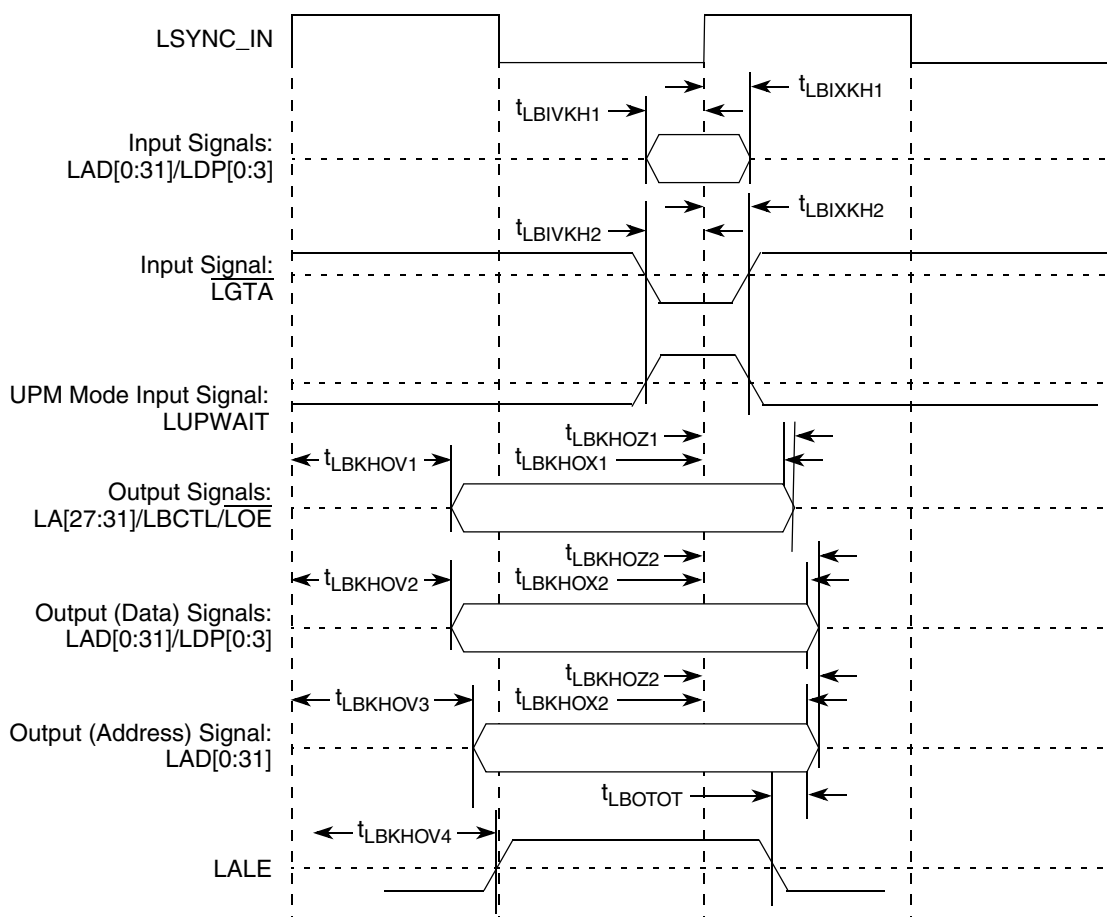 LSYNC_IN
tLBIXKH1
tLBIVKH1
Input Signals:
LAD[0:31]/LDP[0:3]
tLBIXKH2
tLBIVKH2
Input Signal:
LGTA
UPM Mode Input Signal:
LUPWAIT
tLBKHOZ1
tLBKHOV1
tLBKHOX1
Output Signals:
LA[27:31]/LBCTL/LOE
tLBKHOZ2
tLBKHOV2
tLBKHOX2
Output (Data) Signals:
LAD[0:31]/LDP[0:3]
tLBKHOZ2
tLBKHOV3
tLBKHOX2
Output (Address) Signal:
LAD[0:31]
tLBOTOT
tLBKHOV4
LALE